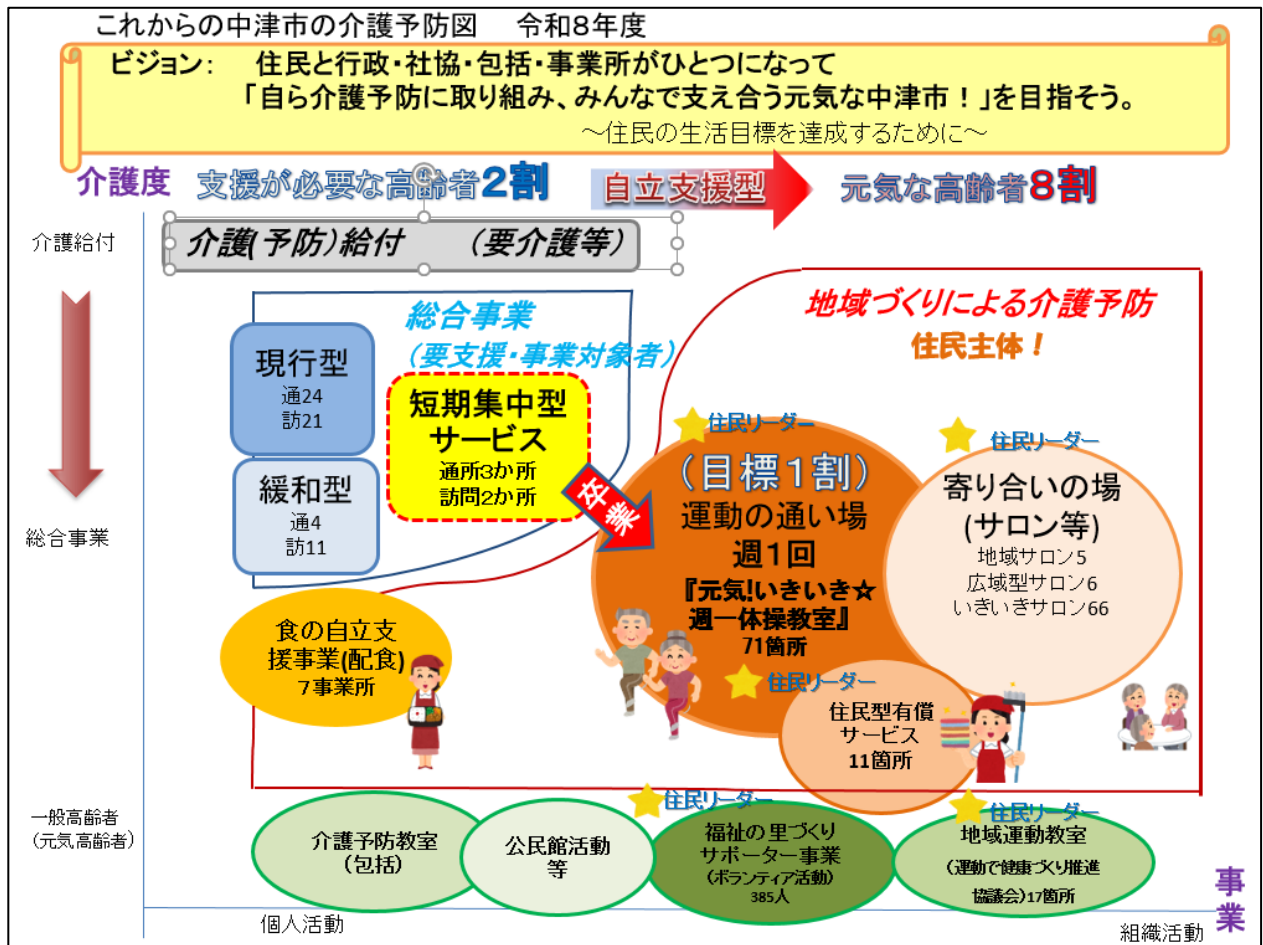 これからの中津市の介護予防図　令和8年度
ビジョン：　住民と行政・社協・包括・事業所がひとつになって
「自ら介護予防に取り組み、みんなで支え合う元気な中津市！」を目指そう。
～住民の生活目標を達成するために～
介護度
支援が必要な高齢者2割
自立支援型
元気な高齢者8割
介護給付
介護(予防)給付　（要介護等）
総合事業
（要支援・事業対象者）
地域づくりによる介護予防
住民主体！
現行型
通24
訪21
短期集中型
サービス
通所3か所
訪問2か所
緩和型
通4
訪11
卒業
総合事業
住民リーダー
（目標1割）
運動の通い場
週1回
『元気!いきいき☆
週一体操教室』
71箇所
住民リーダー
寄り合いの場
(サロン等)
地域サロン5
広域型サロン6
いきいきサロン66
食の自立支
援事業(配食)
7事業所
住民リーダー
住民型有償
サービス
11箇所
一般高齢者
(元気高齢者)
介護予防教室
(包括)
公民館活動
等
住民リーダー
福祉の里づくり
サポーター事業
(ボランティア活動)
385人
住民リーダー
地域運動教室
(運動で健康づくり推進
協議会)17箇所
事業
個人活動
組織活動